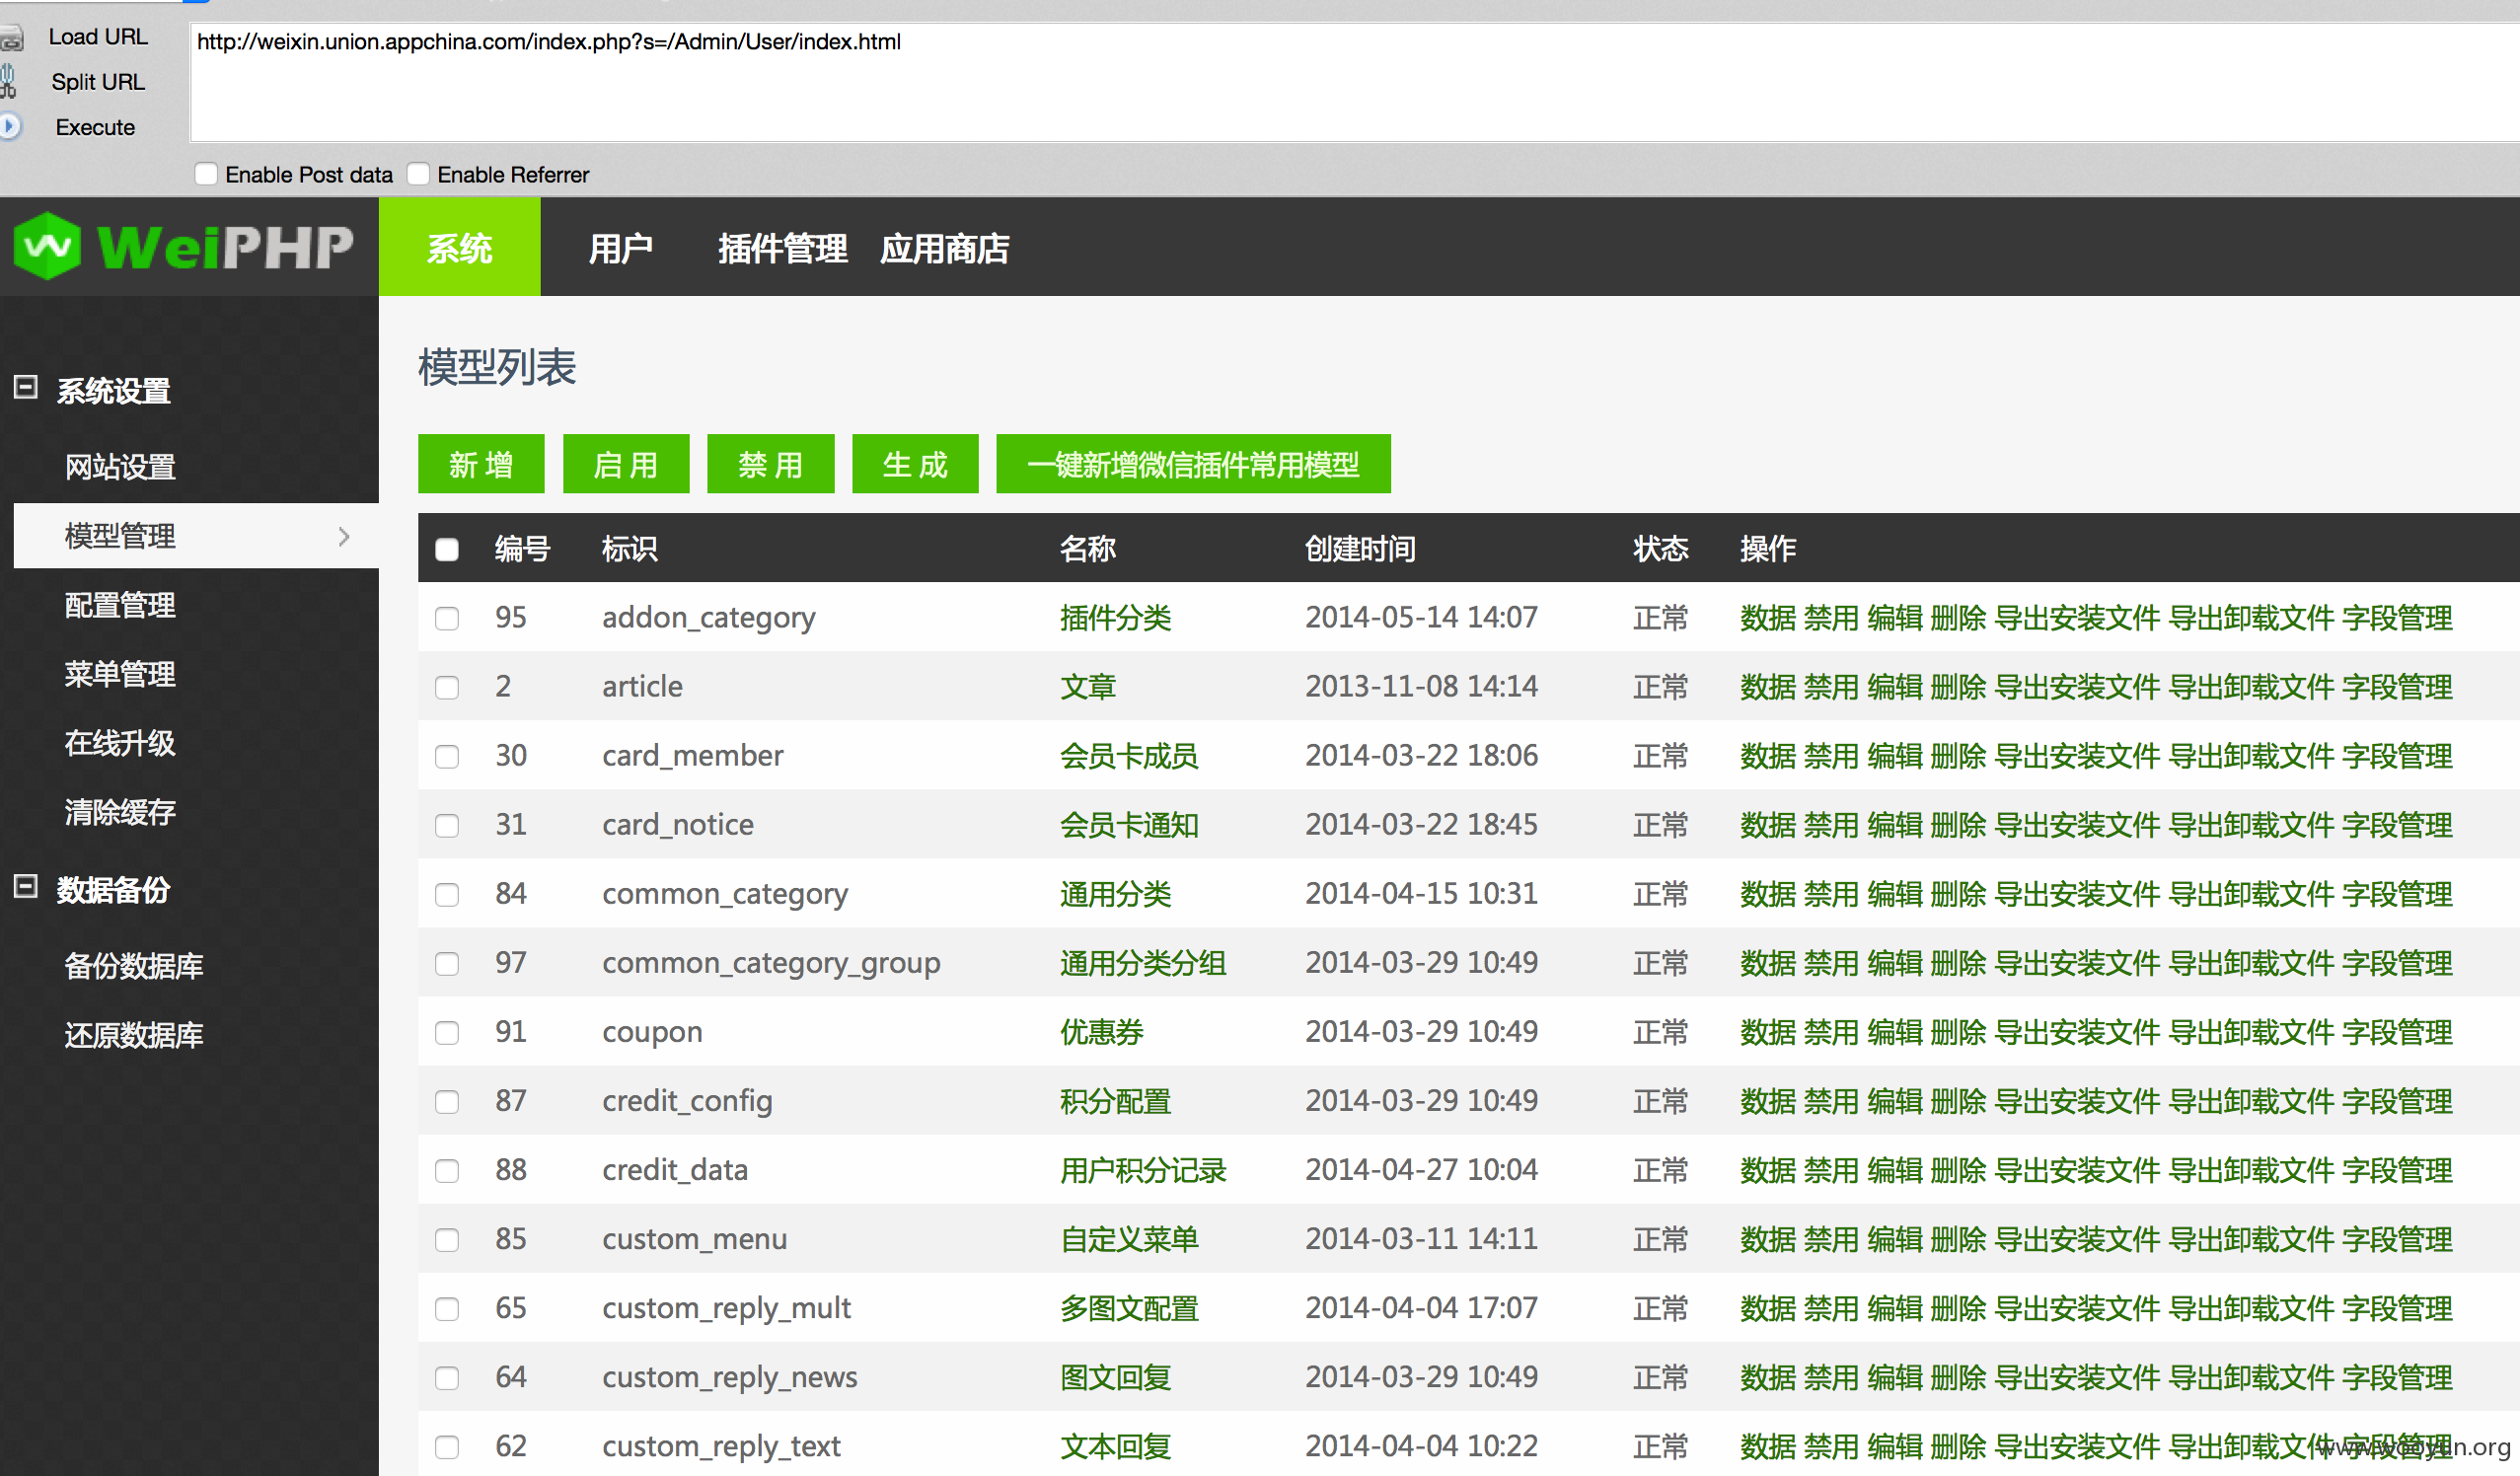 Load URL http://weixin.union.appchina.com/index.php?s=/Admin/User/index.html
Split URL
Execute
Enable Post data Enable Referrer
WeiPHP 系统 用户 插件管理 应用商店
模型列表
系统设置
网站设置
模型管理
配置管理
菜单管理
在线升级
清除缓存
数据备份
备份数据库
还原数据库
新 增 启 用 禁 用 生 成 一键新增微信插件常用模型
编号 标识 名称 创建时间 状态 操作
95 addon_category 插件分类 2014-05-14 14:07 正常 数据 禁用 编辑 删除 导出安装文件 导出卸载文件 字段管理
2 article 文章 2013-11-08 14:14 正常 数据 禁用 编辑 删除 导出安装文件 导出卸载文件 字段管理
30 card_member 会员卡成员 2014-03-22 18:06 正常 数据 禁用 编辑 删除 导出安装文件 导出卸载文件 字段管理
31 card_notice 会员卡通知 2014-03-22 18:45 正常 数据 禁用 编辑 删除 导出安装文件 导出卸载文件 字段管理
84 common_category 通用分类 2014-04-15 10:31 正常 数据 禁用 编辑 删除 导出安装文件 导出卸载文件 字段管理
97 common_category_group 通用分类分组 2014-03-29 10:49 正常 数据 禁用 编辑 删除 导出安装文件 导出卸载文件 字段管理
91 coupon 优惠券 2014-03-29 10:49 正常 数据 禁用 编辑 删除 导出安装文件 导出卸载文件 字段管理
87 credit_config 积分配置 2014-03-29 10:49 正常 数据 禁用 编辑 删除 导出安装文件 导出卸载文件 字段管理
88 credit_data 用户积分记录 2014-04-27 10:04 正常 数据 禁用 编辑 删除 导出安装文件 导出卸载文件 字段管理
85 custom_menu 自定义菜单 2014-03-11 14:11 正常 数据 禁用 编辑 删除 导出安装文件 导出卸载文件 字段管理
65 custom_reply_mult 多图文配置 2014-04-04 17:07 正常 数据 禁用 编辑 删除 导出安装文件 导出卸载文件 字段管理
64 custom_reply_news 图文回复 2014-03-29 10:49 正常 数据 禁用 编辑 删除 导出安装文件 导出卸载文件 字段管理
62 custom_reply_text 文本回复 2014-04-04 10:22 正常 数据 禁用 编辑 删除 导出安装文件 导出卸载文件 字段管理
www.wooyun.org